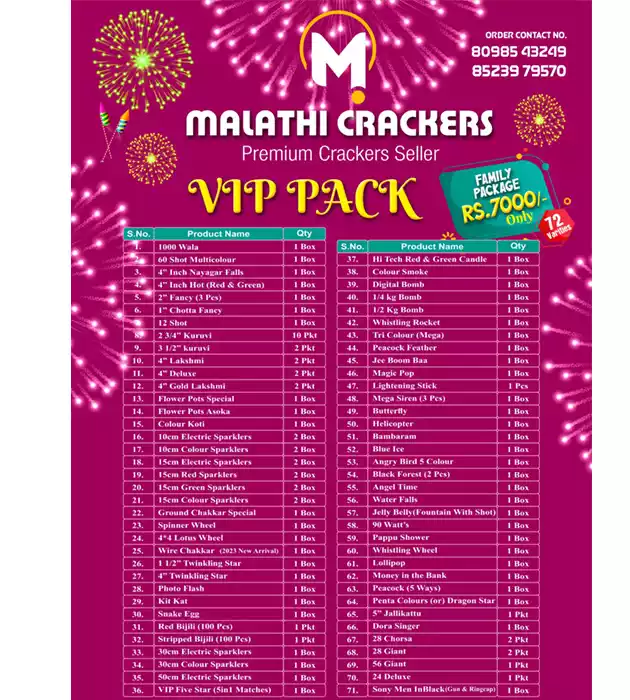 ORDER CONTACT NO.
80985 43249
85239 79570
M
MALATHI CRACKERS
Premium Crackers Seller
VIP PACK
FAMILY
PACKAGE
RS.7000/-
Only
72
Varities
S.No. Product Name Qty
1. 1000 Wala 1 Box
2. 60 Shot Multicolour 1 Box
3. 4” Inch Nayagar Falls 1 Box
4. 4” Inch Hot (Red & Green) 1 Box
5. 2” Fancy (3 Pcs) 1 Box
6. 1” Chotta Fancy 1 Box
7. 12 Shot 1 Box
8. 2 3/4” Kuruvi 10 Pkt
9. 3 1/2” kuruvi 2 Pkt
10. 4” Lakshmi 2 Pkt
11. 4” Deluxe 2 Pkt
12. 4” Gold Lakshmi 2 Pkt
13. Flower Pots Special 1 Box
14. Flower Pots Asoka 1 Box
15. Colour Koti 1 Box
16. 10cm Electric Sparklers 2 Box
17. 10cm Colour Sparklers 2 Box
18. 15cm Electric Sparklers 2 Box
19. 15cm Red Sparklers 2 Box
20. 15cm Green Sparklers 2 Box
21. 15cm Colour Sparklers 2 Box
22. Ground Chakkar Special 1 Box
23. Spinner Wheel 1 Box
24. 4*4 Lotus Wheel 1 Box
25. Wire Chakkar (2023 New Arrival) 1 Box
26. 1 1/2” Twinkling Star 1 Box
27. 4” Twinkling Star 1 Box
28. Photo Flash 1 Box
29. Kit Kat 1 Box
30. Snake Egg 1 Box
31. Red Bijili (100 Pcs) 1 Pkt
32. Stripped Bijili (100 Pcs) 1 Pkt
33. 30cm Electric Sparklers 1 Box
34. 30cm Colour Sparklers 1 Box
35. 50cm Electric Sparklers 1 Box
36. VIP Five Star (5in1 Matches) 1 Box
S.No. Product Name Qty
37. Hi Tech Red & Green Candle 1 Box
38. Colour Smoke 1 Box
39. Digital Bomb 1 Box
40. 1/4 kg Bomb 1 Box
41. 1/2 Kg Bomb 1 Box
42. Whistling Rocket 1 Box
43. Tri Colour (Mega) 1 Box
44. Peacock Feather 1 Box
45. Jee Boom Baa 1 Box
46. Magic Pop 1 Box
47. Lightening Stick 1 Pcs
48. Mega Siren (3 Pcs) 1 Box
49. Butterfly 1 Box
50. Helicopter 1 Box
51. Bambaram 1 Box
52. Blue Ice 1 Box
53. Angry Bird 5 Colour 1 Box
54. Black Forest (2 Pcs) 1 Box
55. Angel Time 1 Box
56. Water Falls 1 Box
57. Jelly Belly(Fountain With Shot) 1 Box
58. 90 Watt's 1 Box
59. Pappu Shower 1 Box
60. Whistling Wheel 1 Box
61. Lollipop 1 Box
62. Money in the Bank 1 Box
63. Peacock (5 Ways) 1 Box
64. Penta Colours (or) Dragon Star 1 Box
65. 5” Jallikattu 1 Pkt
66. Dora Singer 1 Box
67. 28 Chorsa 2 Pkt
68. 28 Giant 2 Pkt
69. 56 Giant 1 Pkt
70. 24 Deluxe 1 Pkt
71. Sony Men InBlack(Gun & Ringrap) 1 Box